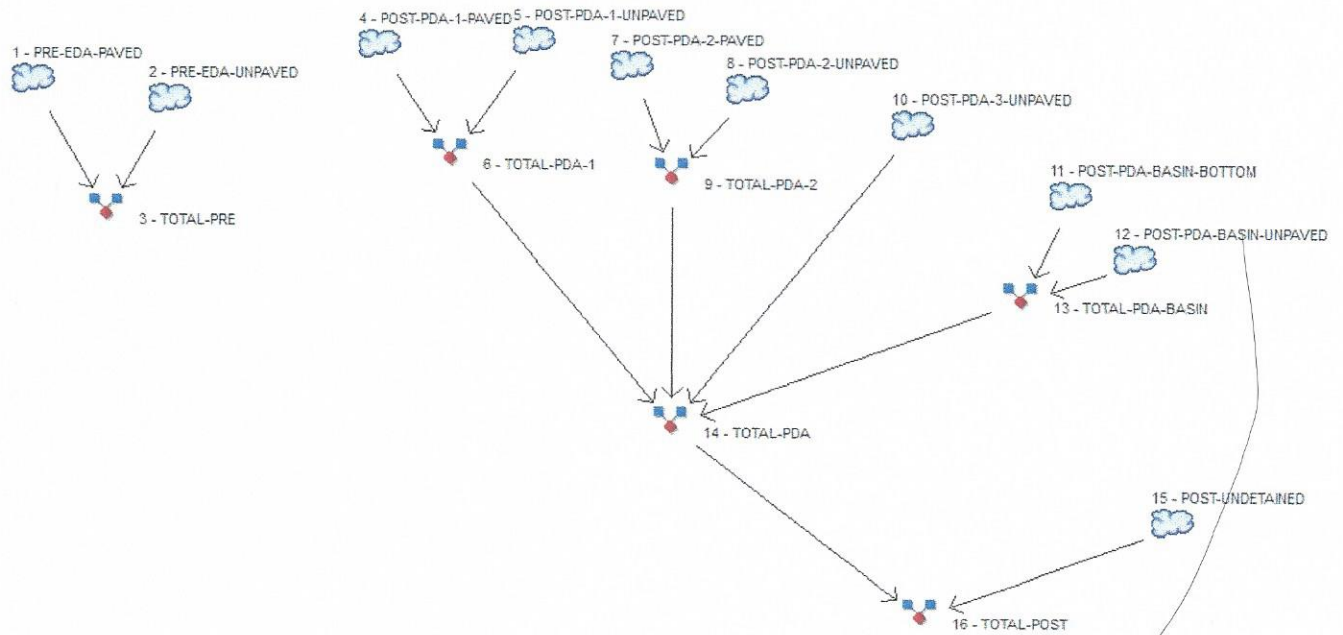 4 - POST-PDA-1-PAVED
5 - POST-PDA-1-UNPAVED
1 - PRE-EDA-PAVED
2 - PRE-EDA-UNPAVED
7 - POST-PDA-2-PAVED
8 - POST-PDA-2-UNPAVED
10 - POST-PDA-3-UNPAVED
6 - TOTAL-PDA-1
9 - TOTAL-PDA-2
11 - POST-PDA-BASIN-BOTTOM
3 - TOTAL-PRE
12 - POST-PDA-BASIN-UNPAVED
13 - TOTAL-PDA-BASIN
14 - TOTAL-PDA
15 - POST-UNDETAINED
16 - TOTAL-POST